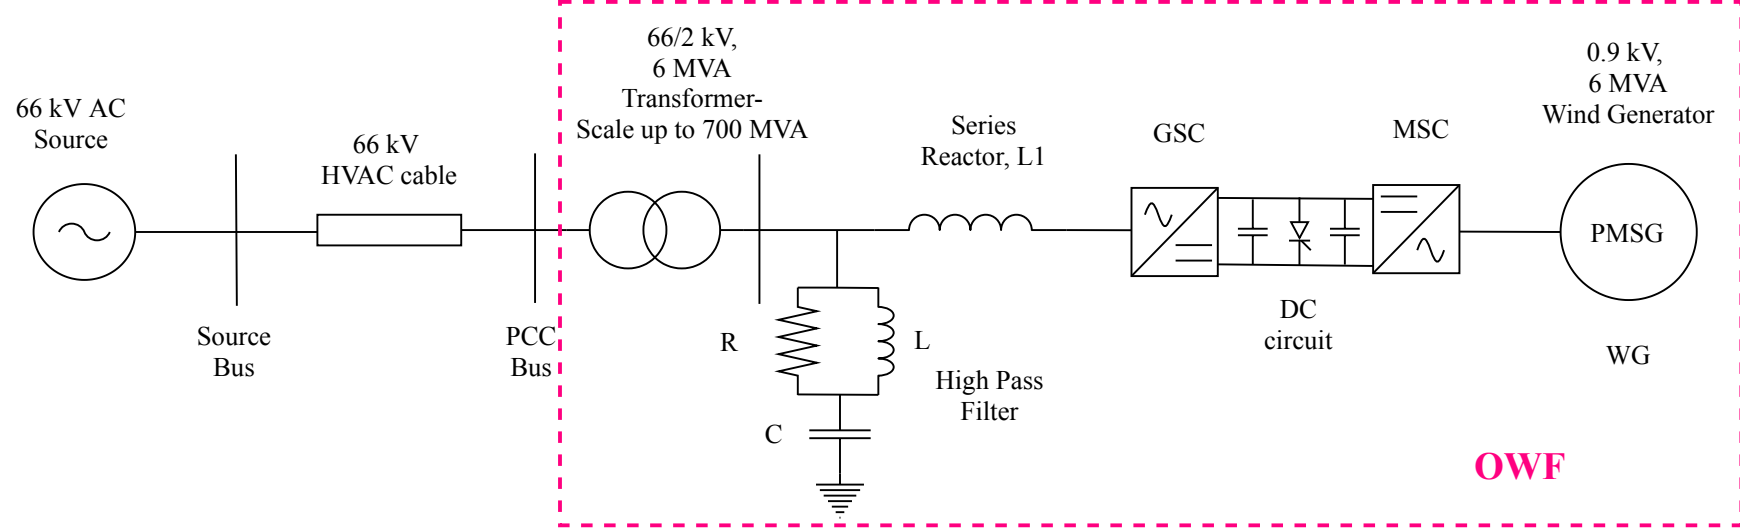 66 kV AC
Source
66 kV
HVAC cable
Source
Bus
PCC
Bus
66/2 kV,
6 MVA
Transformer-
Scale up to 700 MVA
R
L
C
High Pass
Filter
Series
Reactor, L1
GSC
DC
circuit
MSC
0.9 kV,
6 MVA
Wind Generator
PMSG
WG
OWF